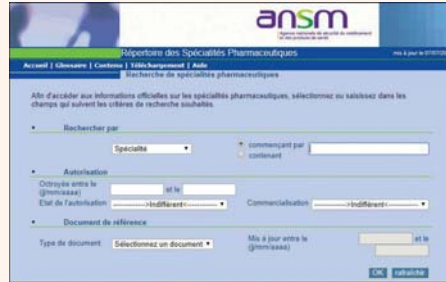 ansm
Agence nationale de sécurité du médicament
et des produits de santé
Répertoire des Spécialités Pharmaceutiques
mis à jour le
Accueil | Glossaire | Contenu | Téléchargement | Aide
Recherche de spécialités pharmaceutiques
Afin d'accéder aux informations officielles sur les spécialités pharmaceutiques, sélectionnez ou saisissez dans les
champs qui suivent les critères de recherche souhaités.
• Rechercher par
Spécialité ▼ commençant par
contenant
• Autorisation
Octroyée entre le et le
(jj/mm/aaaa)
Etat de l'autorisation ----------->Indifférent<----------- ▼ Commercialisation ----------->Indifférent<----------- ▼
• Document de référence
Type de document Sélectionnez un document ▼ Mis à jour entre le et le
(jj/mm/aaaa)
OK rafraîchir